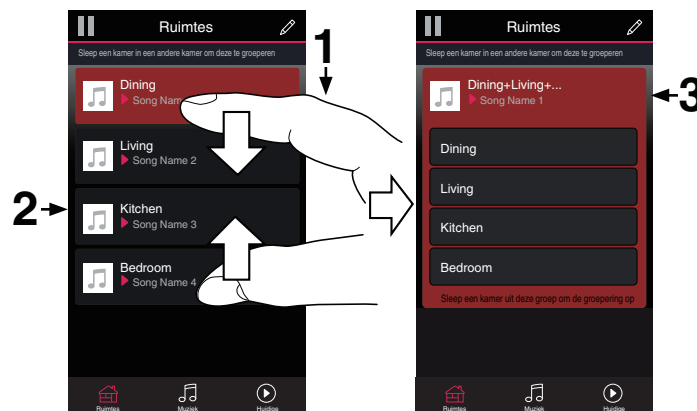 Ruimtes
Sleep een kamer in een andere kamer om deze te groeperen
1
Dining
Song Nam
Living
Song Name 2
2
Kitchen
Song Name 3
Bedroom
Song Name 4
Ruimtes
Muziek
Huidige
Ruimtes
Sleep een kamer in een andere kamer om deze te groeperen
Dining+Living+...
Song Name 1
3
Dining
Living
Kitchen
Bedroom
Sleep een kamer uit deze groep om de groepering op
Ruimtes
Muziek
Huidige